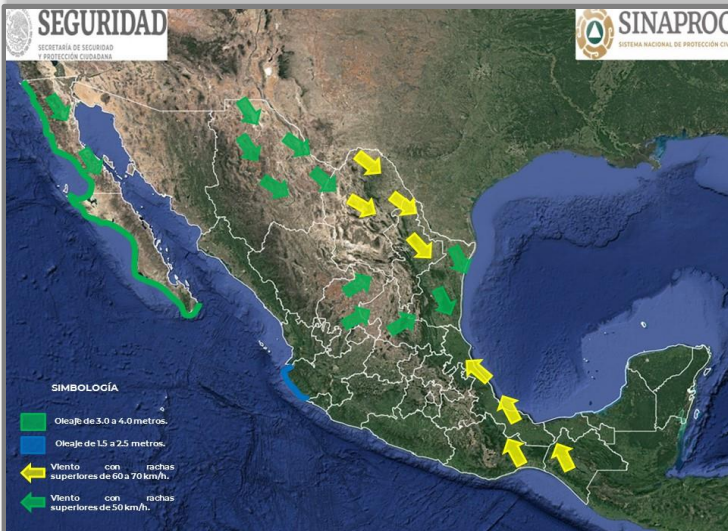 SEGURIDAD
SECRETARÍA DE SEGURIDAD
Y PROTECCIÓN CIUDADANA
SINAPROC
SISTEMA NACIONAL DE PROTECCIÓN CIV
SIMBOLOGÍA
Oleaje de 3.0 a 4.0 metros.
Oleaje de 1.5 a 2.5 metros.
Viento con rachas
superiores de 60 a 70 km/h.
Viento con rachas
superiores de 50 km/h.